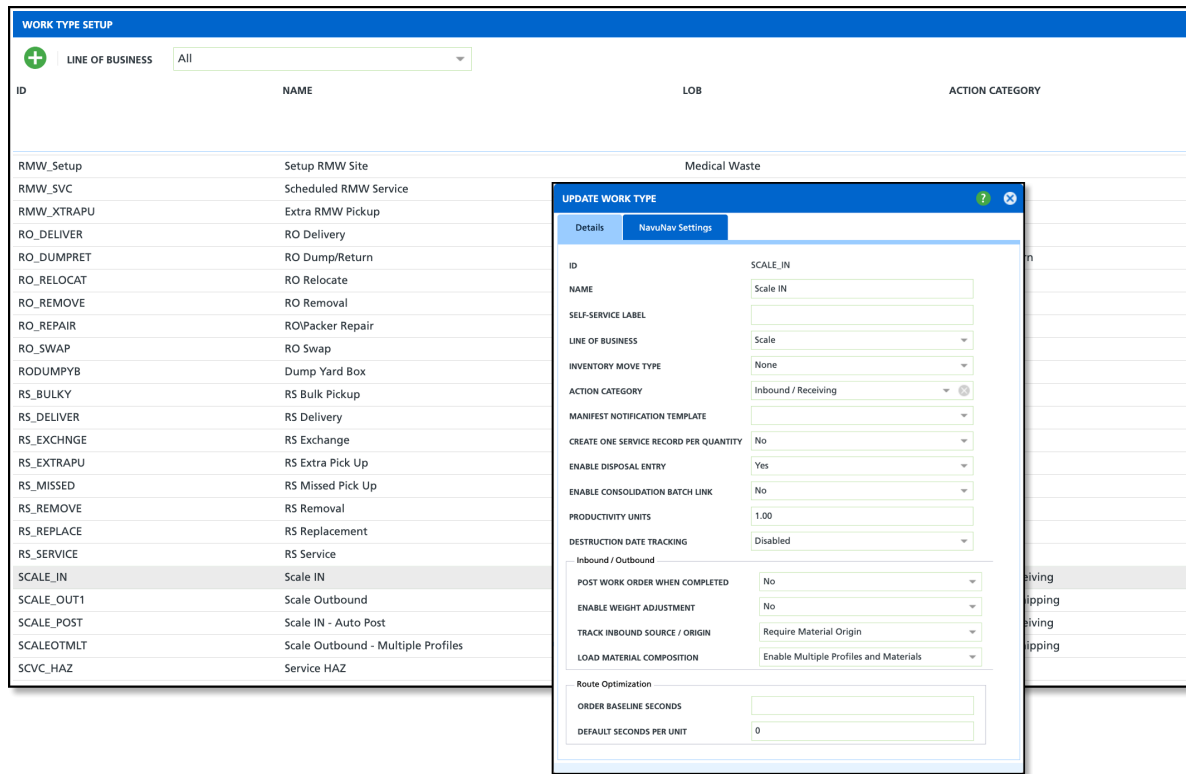 WORK TYPE SETUP
LINE OF BUSINESS All
ID NAME LOB ACTION CATEGORY
RMW_Setup Setup RMW Site Medical Waste
RMW_SVC Scheduled RMW Service
RMW_XTRAPU Extra RMW Pickup
RO_DELIVER RO Delivery
RO_DUMPRET RO Dump/Return rn
RO_RELOCAT RO Relocate
RO_REMOVE RO Removal
RO_REPAIR RO\Packer Repair
RO_SWAP RO Swap
RODUMPYB Dump Yard Box
RS_BULKY RS Bulk Pickup
RS_DELIVER RS Delivery
RS_EXCHNGE RS Exchange
RS_EXTRAPU RS Extra Pick Up
RS_MISSED RS Missed Pick Up
RS_REMOVE RS Removal
RS_REPLACE RS Replacement
RS_SERVICE RS Service
SCALE_IN Scale IN eiving
SCALE_OUT1 Scale Outbound ipping
SCALE_POST Scale IN - Auto Post eiving
SCALEOTMLT Scale Outbound - Multiple Profiles ipping
SCVC_HAZ Service HAZ
UPDATE WORK TYPE ?
Details NavuNav Settings
ID SCALE_IN
NAME Scale IN
SELF-SERVICE LABEL
LINE OF BUSINESS Scale
INVENTORY MOVE TYPE None
ACTION CATEGORY Inbound / Receiving
MANIFEST NOTIFICATION TEMPLATE
CREATE ONE SERVICE RECORD PER QUANTITY No
ENABLE DISPOSAL ENTRY Yes
ENABLE CONSOLIDATION BATCH LINK No
PRODUCTIVITY UNITS 1.00
DESTRUCTION DATE TRACKING Disabled
Inbound / Outbound
POST WORK ORDER WHEN COMPLETED No
ENABLE WEIGHT ADJUSTMENT No
TRACK INBOUND SOURCE / ORIGIN Require Material Origin
LOAD MATERIAL COMPOSITION Enable Multiple Profiles and Materials
Route Optimization
ORDER BASELINE SECONDS
DEFAULT SECONDS PER UNIT 0